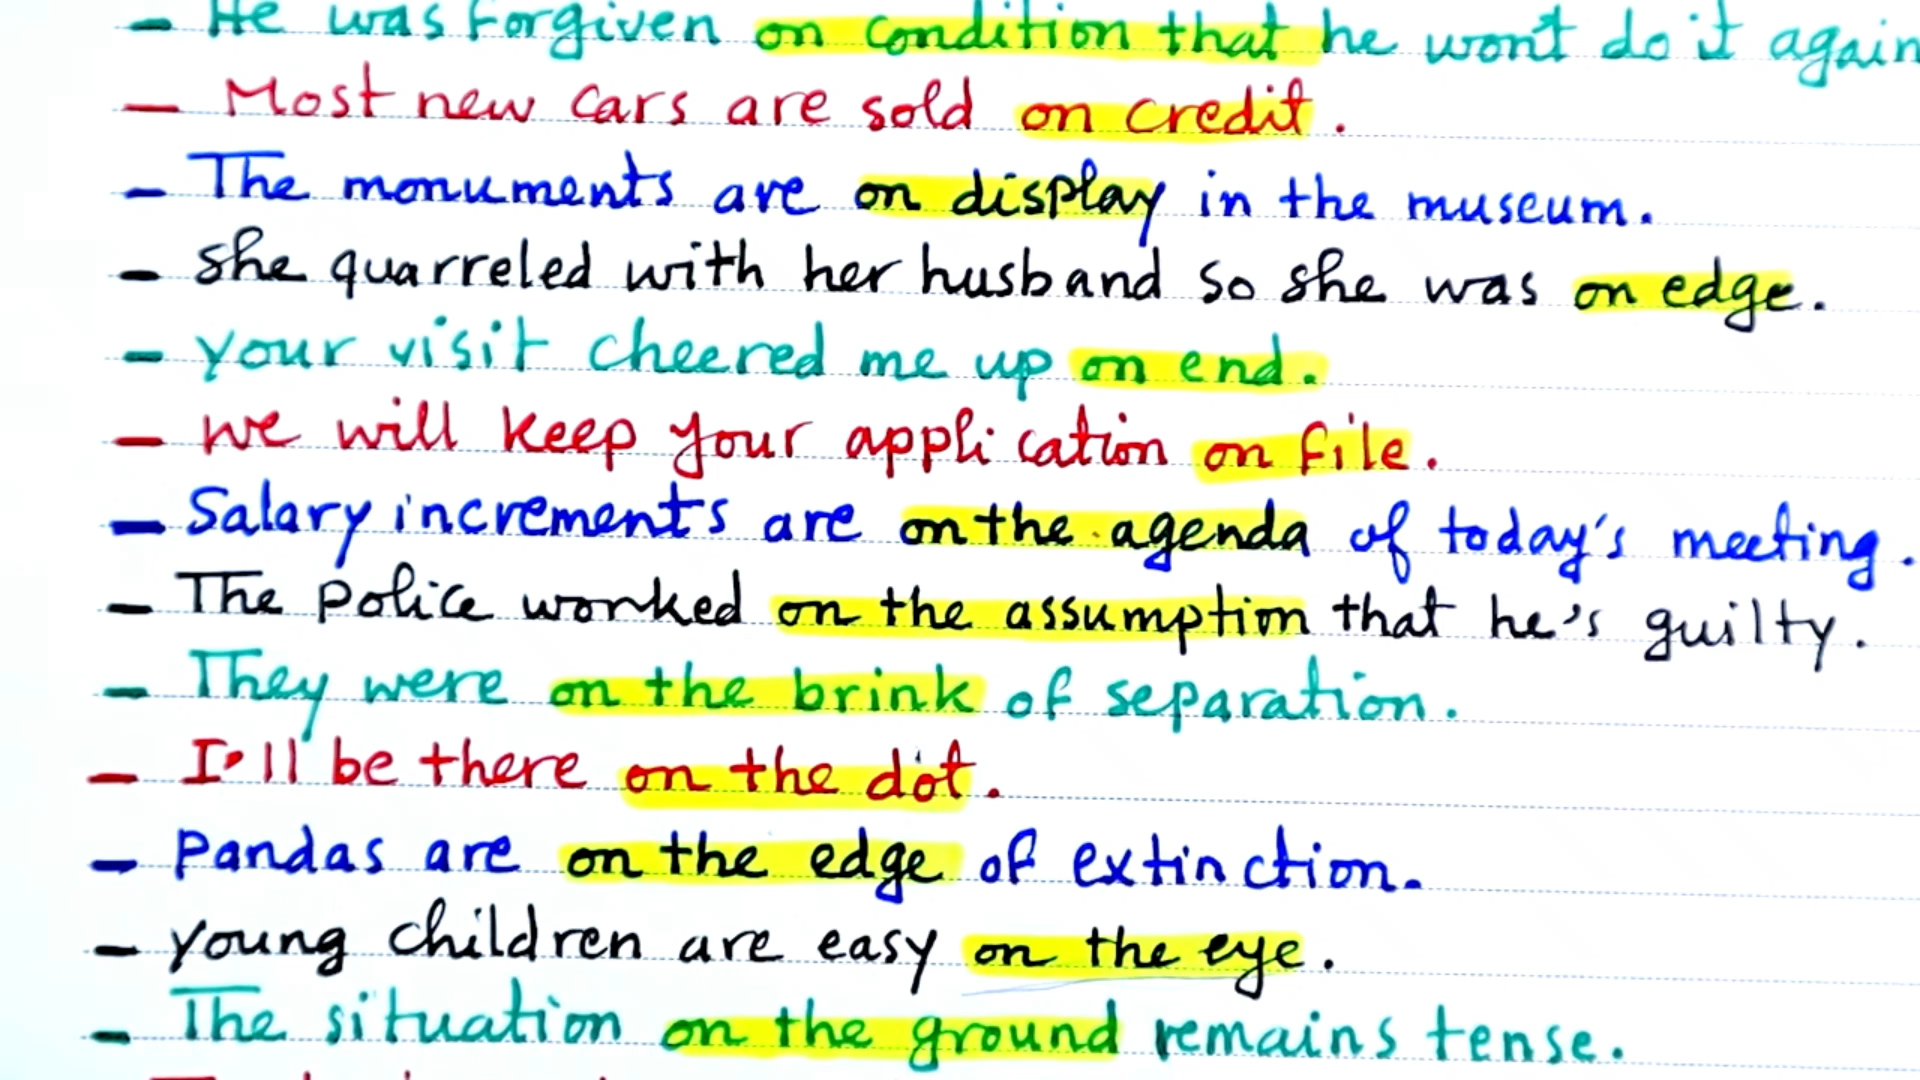 - He was forgiven on condition that he won't do it again
- Most new cars are sold on credit.
- The monuments are on display in the museum.
- She quarreled with her husband so she was on edge.
- your visit cheered me up on end.
- we will keep your application on file.
- Salary increments are on the agenda of today's meeting.
- The police worked on the assumption that he's guilty.
- They were on the brink of separation.
- I'll be there on the dot.
- Pandas are on the edge of extinction.
- young children are easy on the eye.
- The situation on the ground remains tense.